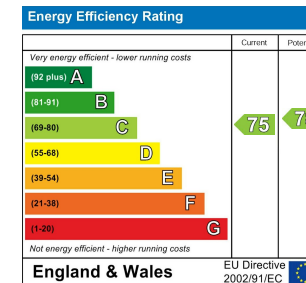 Energy Efficiency Rating
Current
Very energy efficient - lower running costs
(92 plus) A
(81-91) B
(69-80) C
75
(55-68) D
(39-54) E
(21-38) F
(1-20) G
Not energy efficient - higher running costs
England & Wales
EU Directive
2002/91/EC